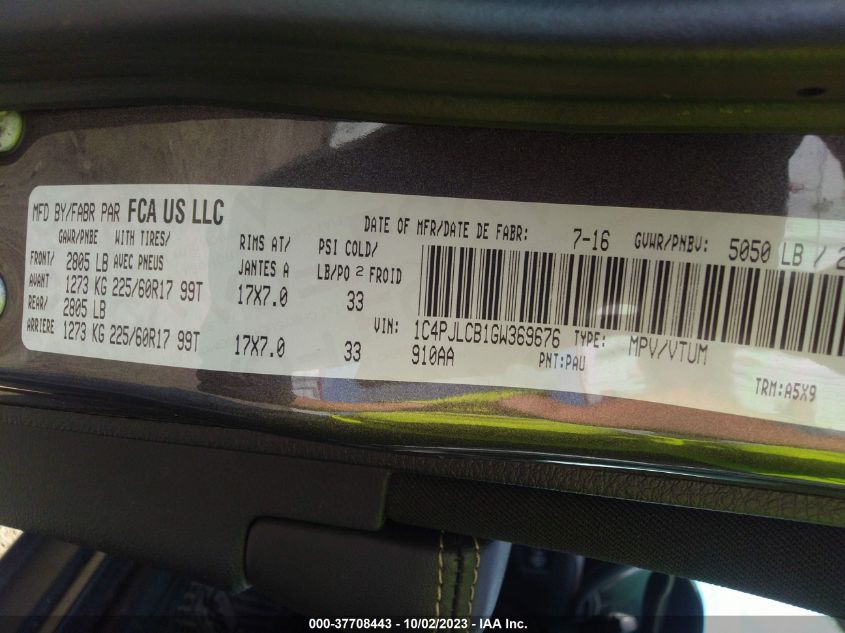 MFD BY/FABR PAR FCA US LLC
DATE OF MFR/DATE DE FABR: 7-16 GVWR/PNBV: 5050 LB / 2
GAWR/PNBE WITH TIRES/ RIMS AT/ PSI COLD/
FRONT/ 2805 LB AVEC PNEUS JANTES A LB/PO 2 FROID
AVANT 1273 KG 225/60R17 99T 17X7.0 33
REAR/ 2805 LB
VIN: 1C4PJLCB1GW369676 TYPE: MPV/VTUM
1273 KG 225/60R17 99T 17X7.0 33
910AA PNT:PAU TRM:A5X9
000-37708443 - 10/02/2023 - IAA Inc.